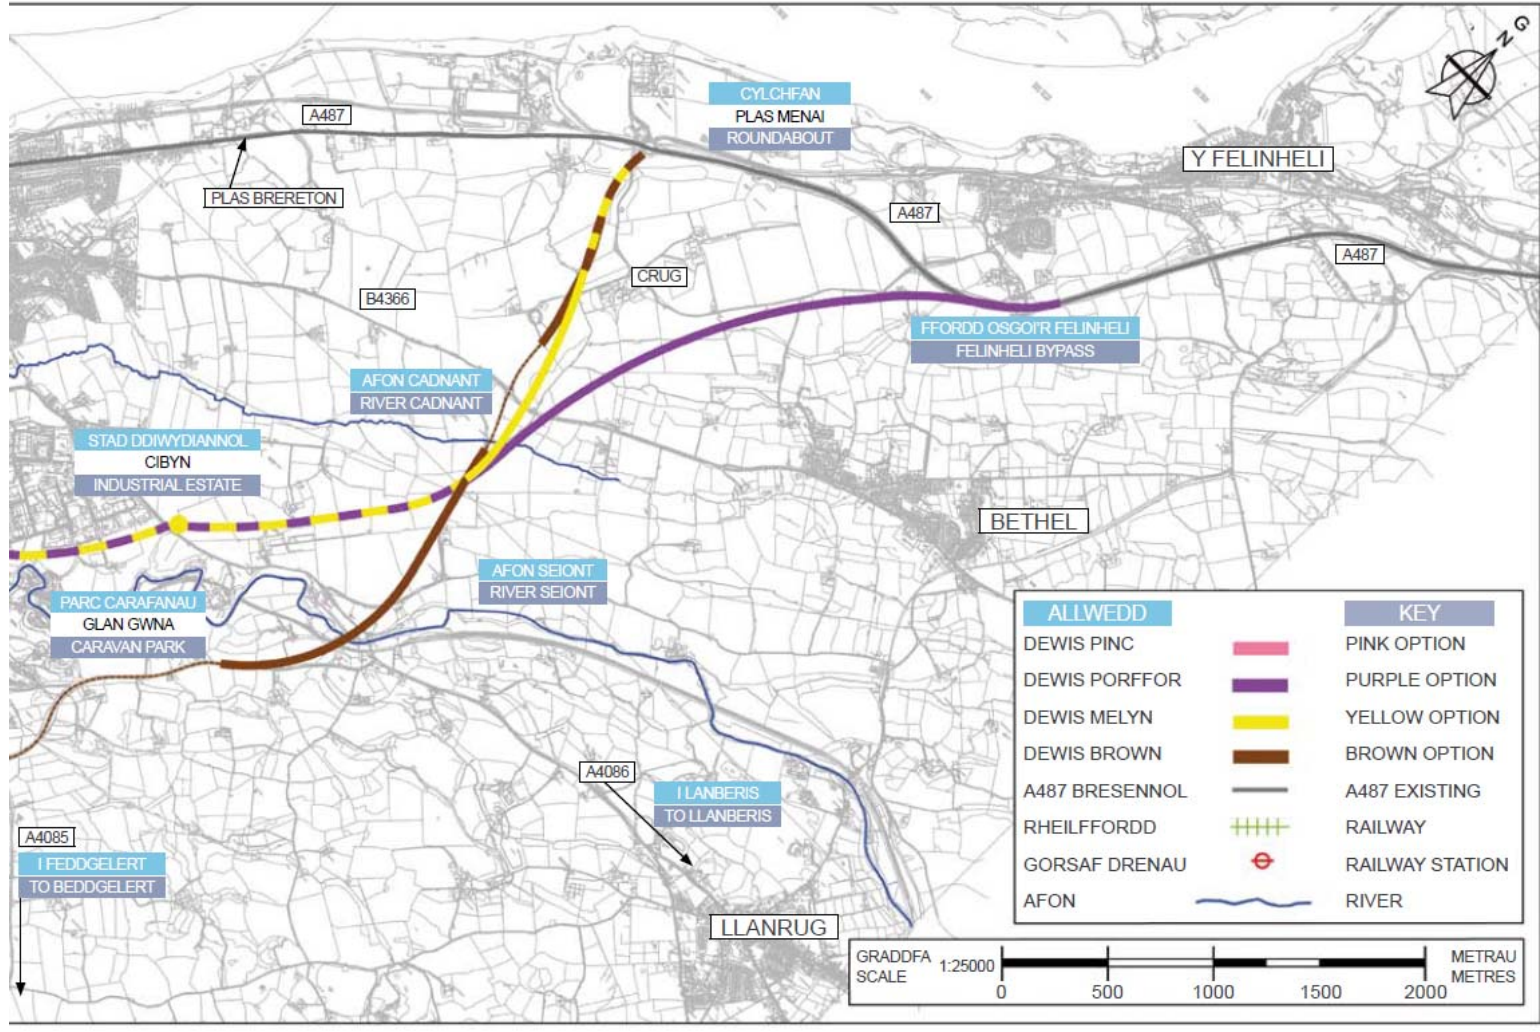 G
N
CYLCHFAN
PLAS MENAI
ROUNDABOUT
A487
Y FELINHELI
PLAS BRERETON
A487
A487
CRUG
B4366
FFORDD OSGOI'R FELINHELI
FELINHELI BYPASS
AFON CADNANT
RIVER CADNANT
STAD DDIWYDIANNOL
CIBYN
INDUSTRIAL ESTATE
BETHEL
AFON SEIONT
RIVER SEIONT
PARC CARAFANAU
GLAN GWNA
CARAVAN PARK
A4086
I LANBERIS
TO LLANBERIS
A4085
I FEDDGELERT
TO BEDDGELERT
LLANRUG
ALLWEDD KEY
DEWIS PINC PINK OPTION
DEWIS PORFFOR PURPLE OPTION
DEWIS MELYN YELLOW OPTION
DEWIS BROWN BROWN OPTION
A487 BRESENNOL A487 EXISTING
RHEILFFORDD RAILWAY
GORSAF DRENAU RAILWAY STATION
AFON RIVER
GRADDFA METRAU
SCALE 1:25000 METRES
0 500 1000 1500 2000